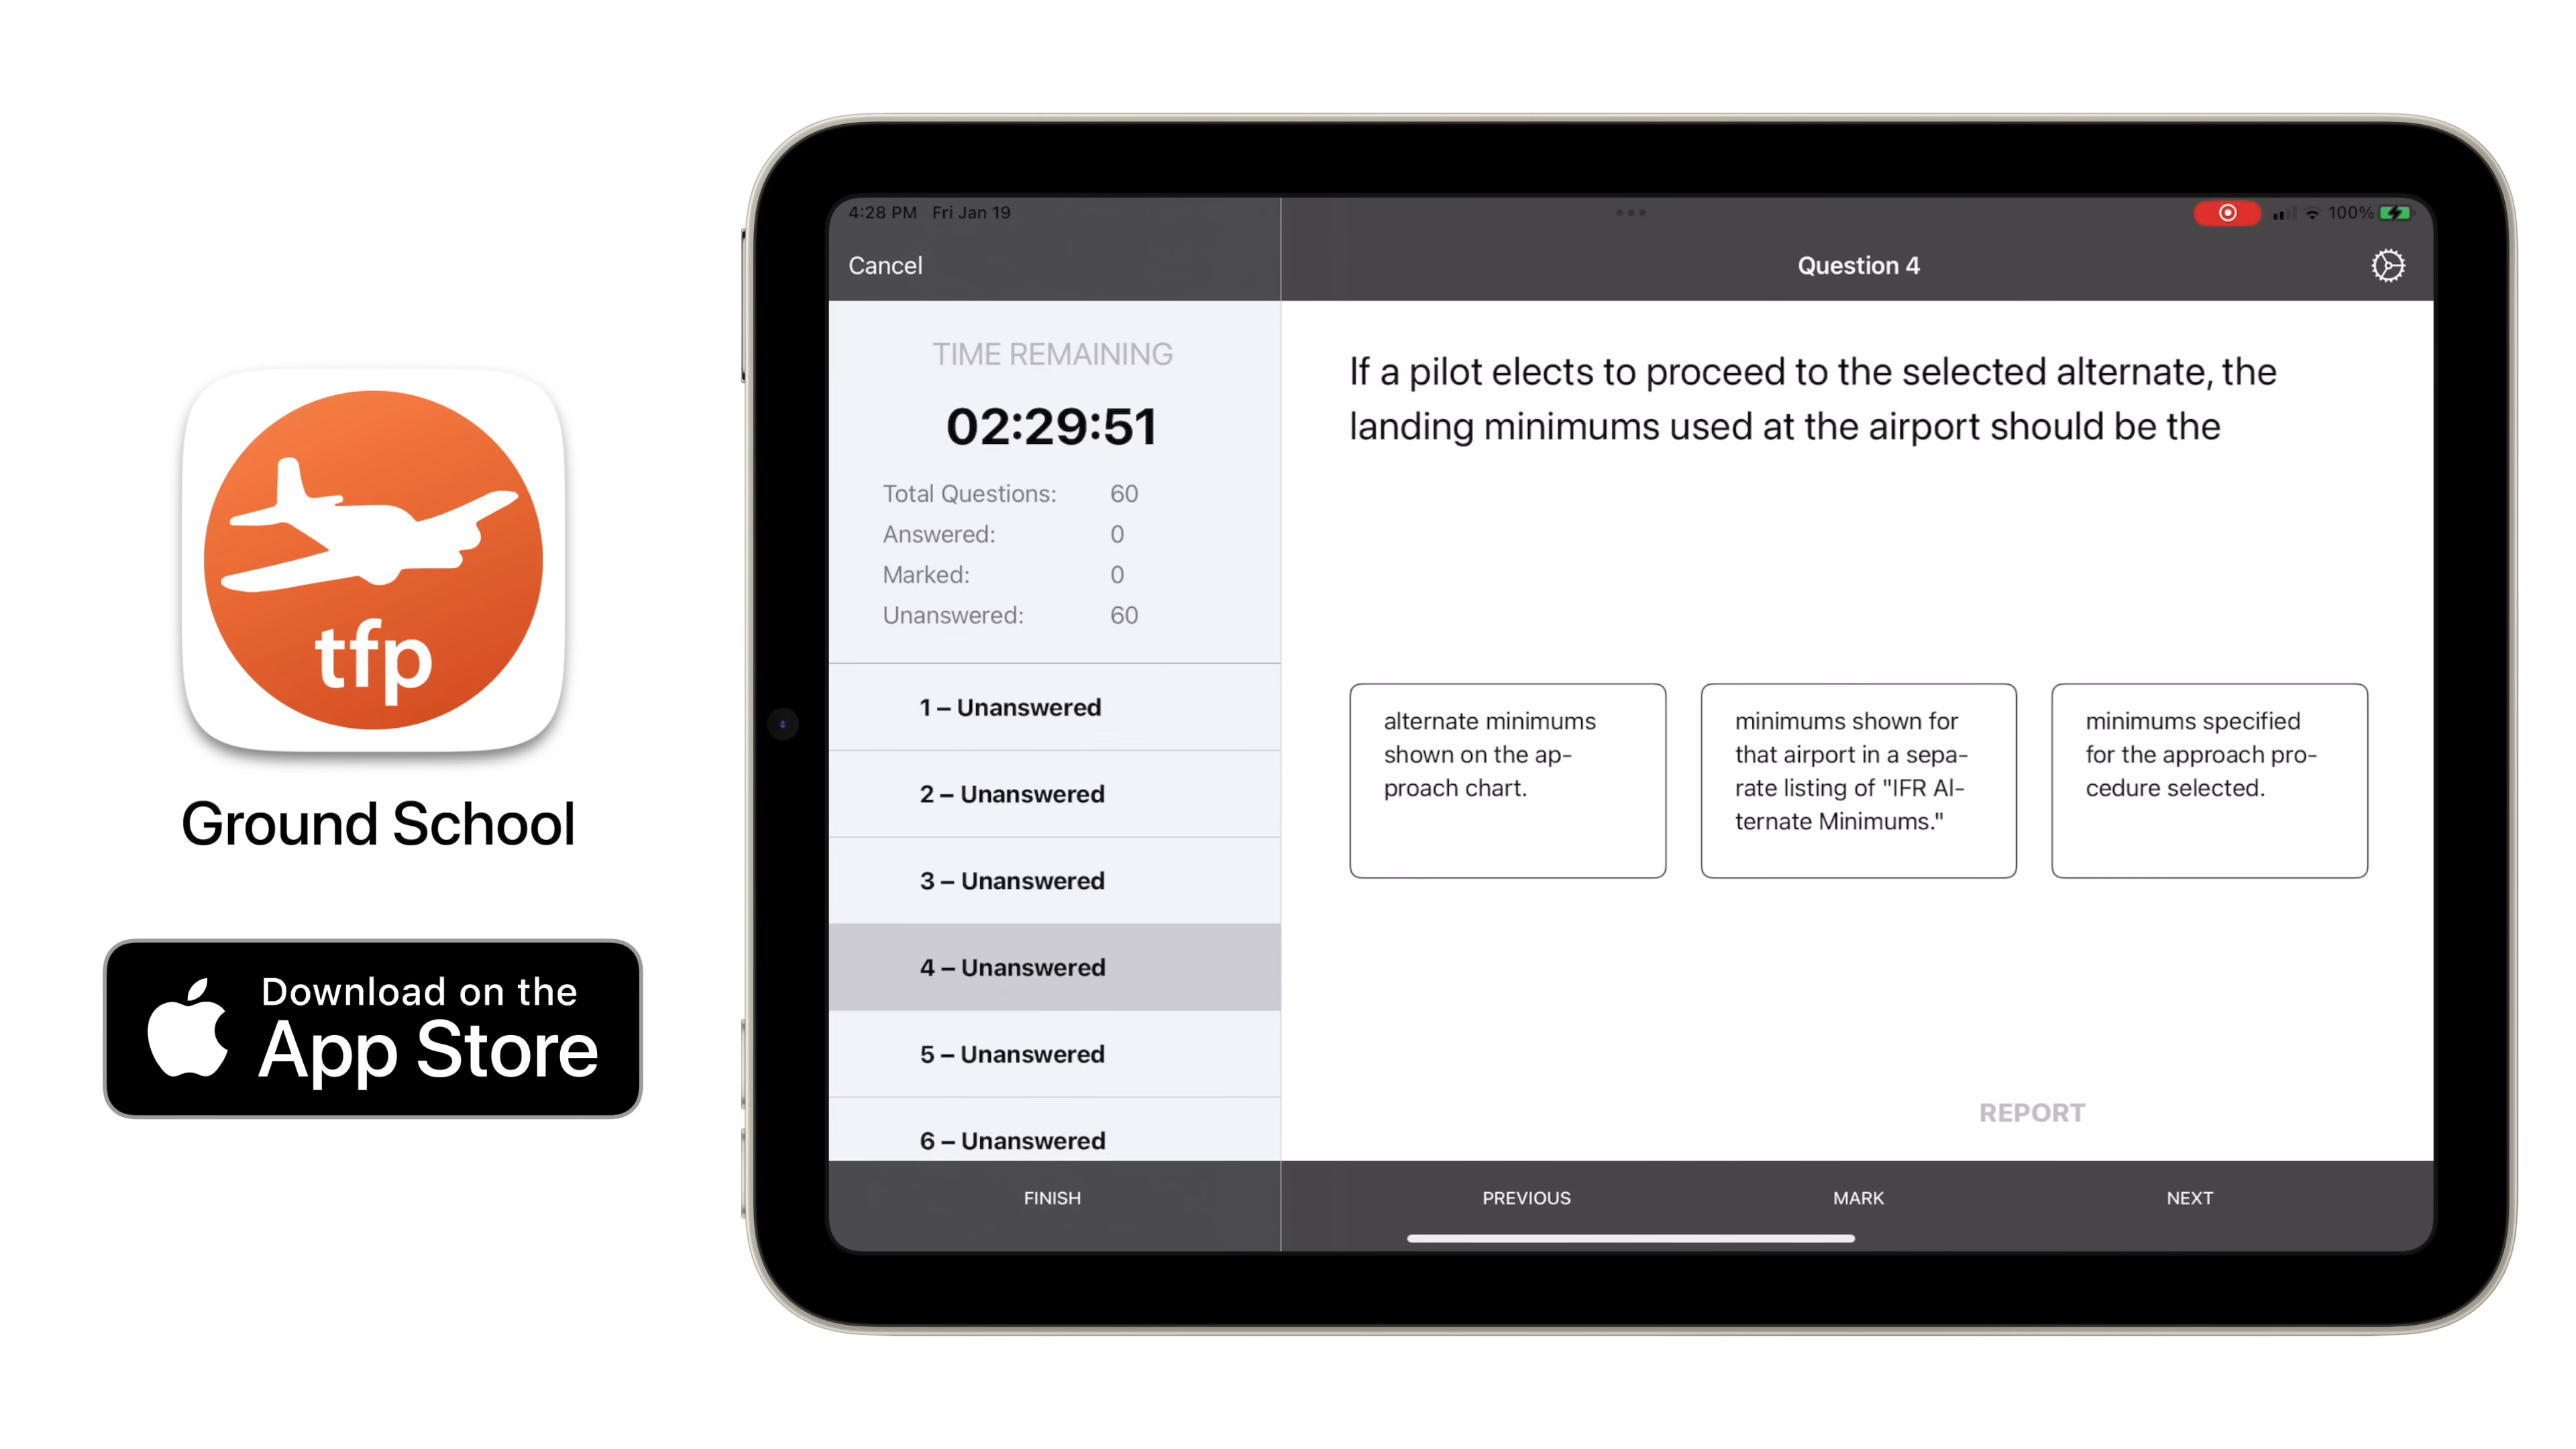 tfp
Ground School
Download on the
App Store
4:28 PM Fri Jan 19
100%
Cancel
Question 4
TIME REMAINING
02:29:51
Total Questions: 60
Answered: 0
Marked: 0
Unanswered: 60
1 – Unanswered
2 – Unanswered
3 – Unanswered
4 – Unanswered
5 – Unanswered
6 – Unanswered
FINISH
If a pilot elects to proceed to the selected alternate, the
landing minimums used at the airport should be the
alternate minimums
shown on the ap-
proach chart.
minimums shown for
that airport in a sepa-
rate listing of "IFR Al-
ternate Minimums."
minimums specified
for the approach pro-
cedure selected.
REPORT
PREVIOUS
MARK
NEXT